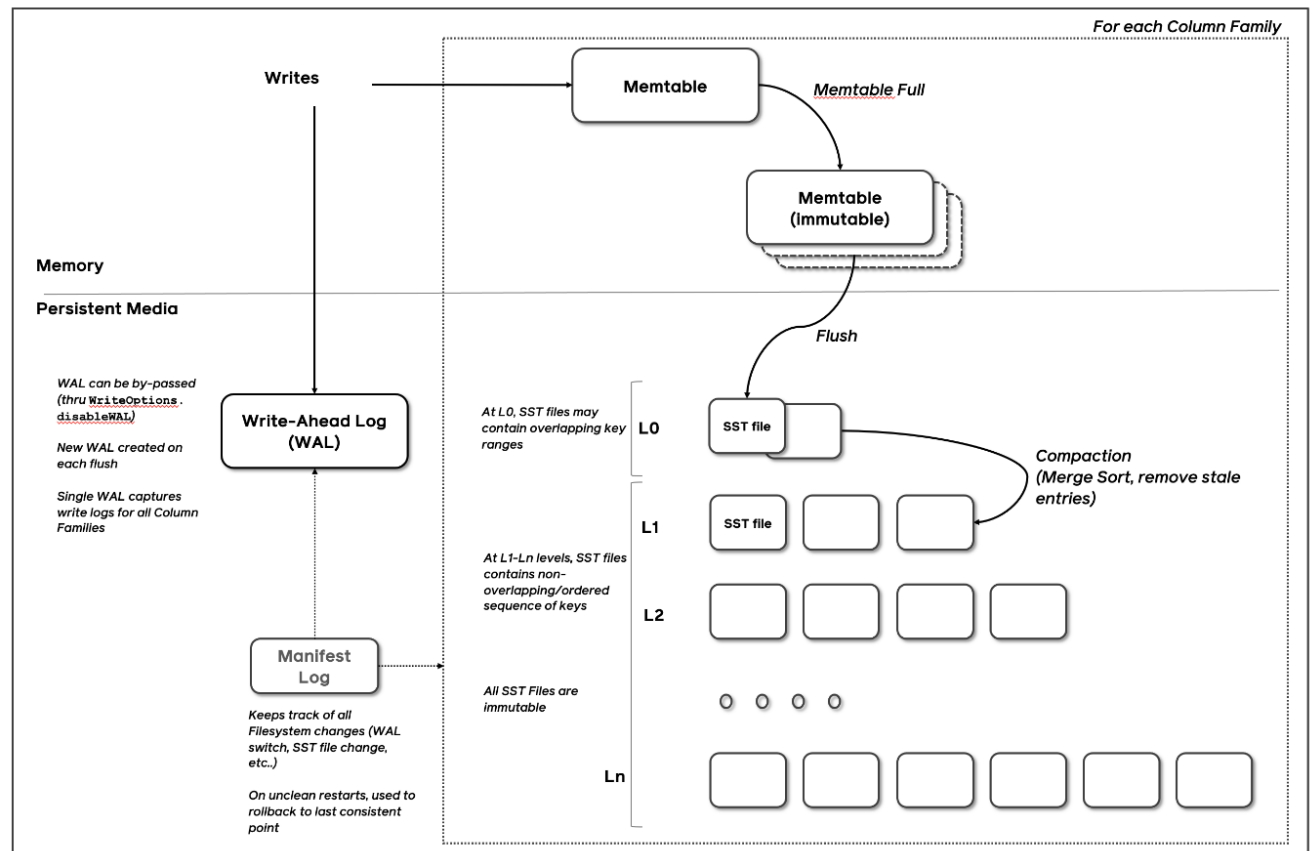 For each Column Family
Writes
Memtable
Memtable Full
Memtable
(immutable)
Memory
Persistent Media
Flush
WAL can be by-passed
(thru WriteOptions.
disableWAL)
New WAL created on
each flush
Single WAL captures
write logs for all Column
Families
Write-Ahead Log
(WAL)
At L0, SST files may
contain overlapping key
ranges
L0
SST file
Compaction
(Merge Sort, remove stale
entries)
L1
SST file
At L1-Ln levels, SST files
contains non-
overlapping/ordered
sequence of keys
L2
Manifest
Log
All SST Files are
immutable
Keeps track of all
Filesystem changes (WAL
switch, SST file change,
etc..)
On unclean restarts, used to
rollback to last consistent
point
Ln